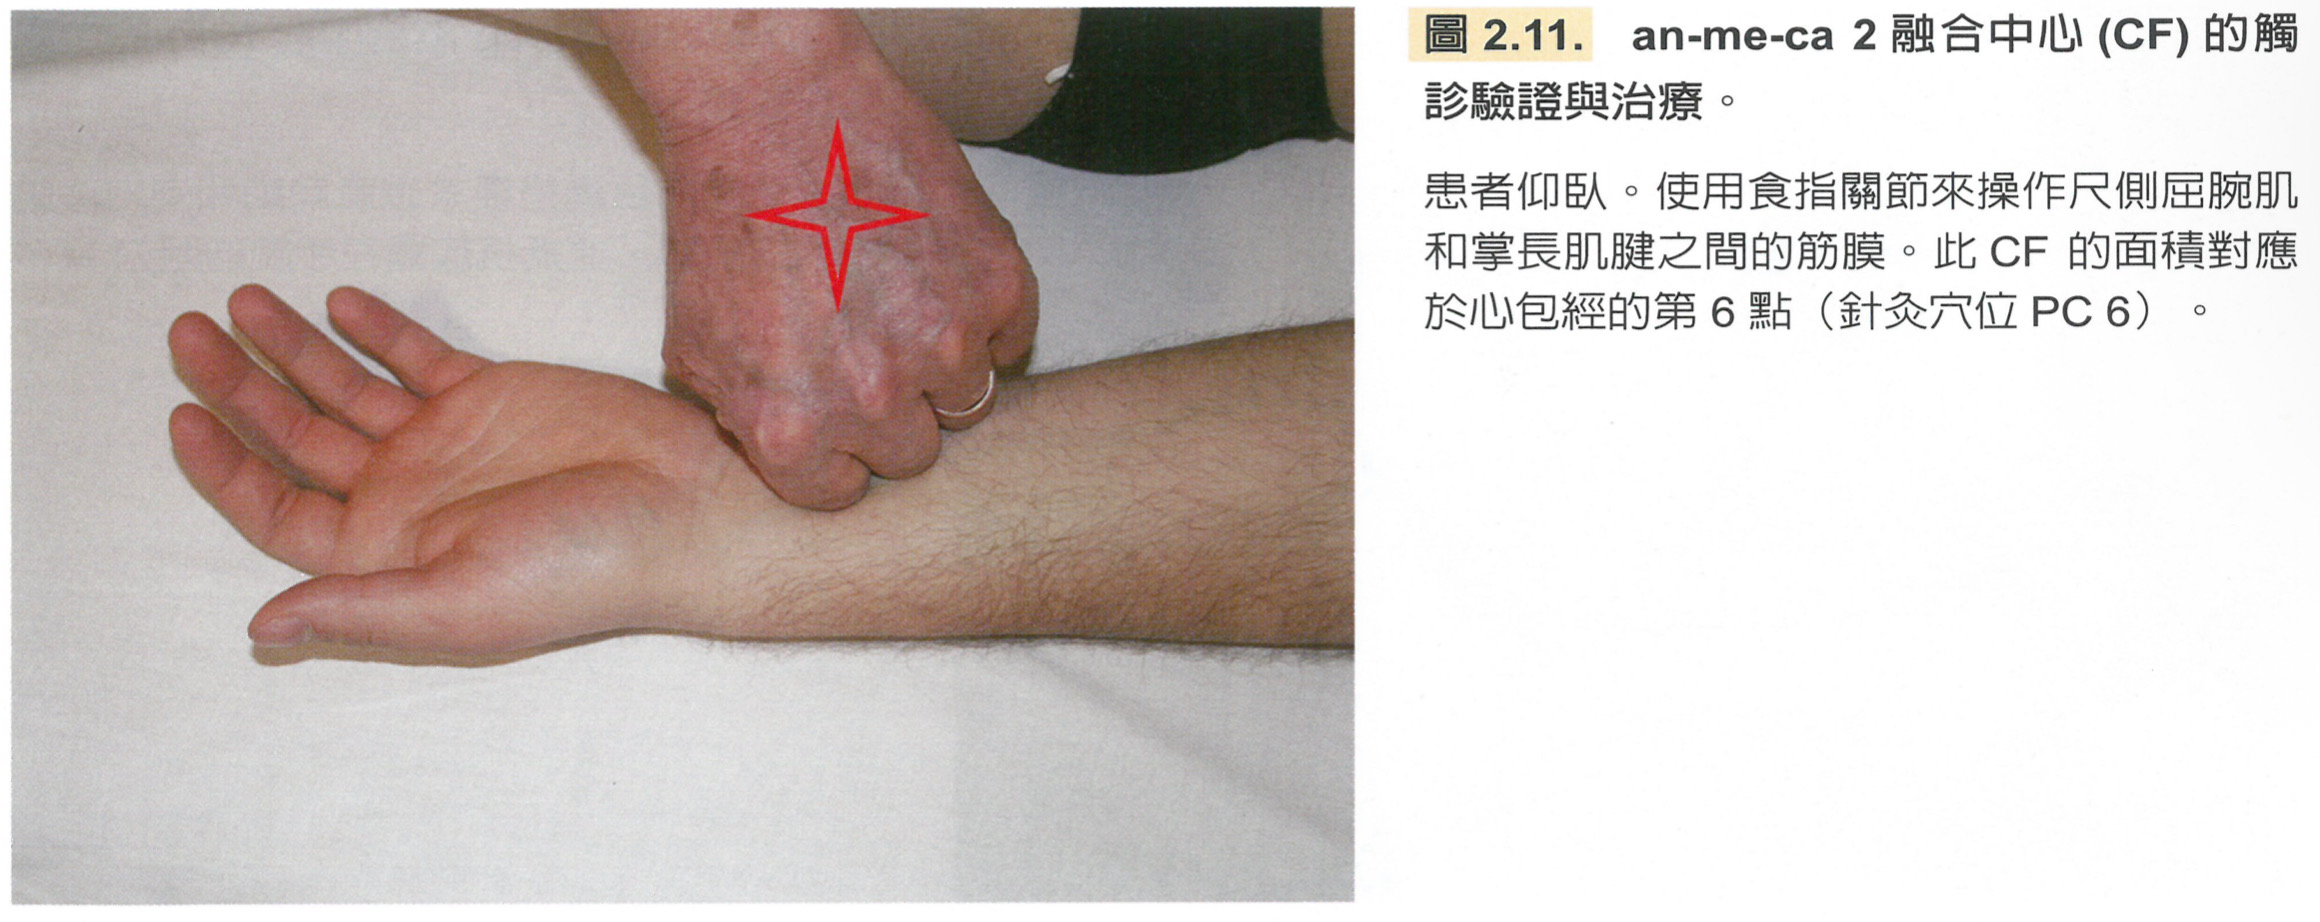 圖 2.11. an-me-ca 2 融合中心 (CF) 的觸
診驗證與治療。
患者仰臥。使用食指關節來操作尺側屈腕肌
和掌長肌腱之間的筋膜。此 CF 的面積對應
於心包經的第 6 點（針灸穴位 PC 6）。